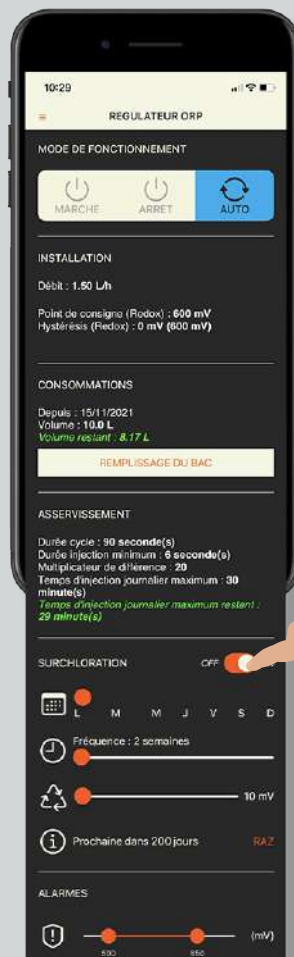 10:29
REGULATEUR ORP
MODE DE FONCTIONNEMENT
MARCHE ARRET AUTO
INSTALLATION
Débit : 1.50 L/h
Point de consigne (Redox) : 600 mV
Hystérésis (Redox) : 0 mV (600 mV)
CONSOMMATIONS
Depuis : 15/11/2021
Volume : 10.0 L
Volume restant : 8.17 L
REMPLISSAGE DU BAC
ASSERVISSEMENT
Durée cycle : 90 seconde(s)
Durée injection minimum : 6 seconde(s)
Multiplicateur de différence : 20
Temps d'injection journalier maximum : 30
minute(s)
Temps d'injection journalier maximum restant :
29 minute(s)
SURCHLORATION OFF
L M M J V S D
Fréquence : 2 semaines
10 mV
Prochaine dans 200 jours RAZ
ALARMES
(mV)
500 850